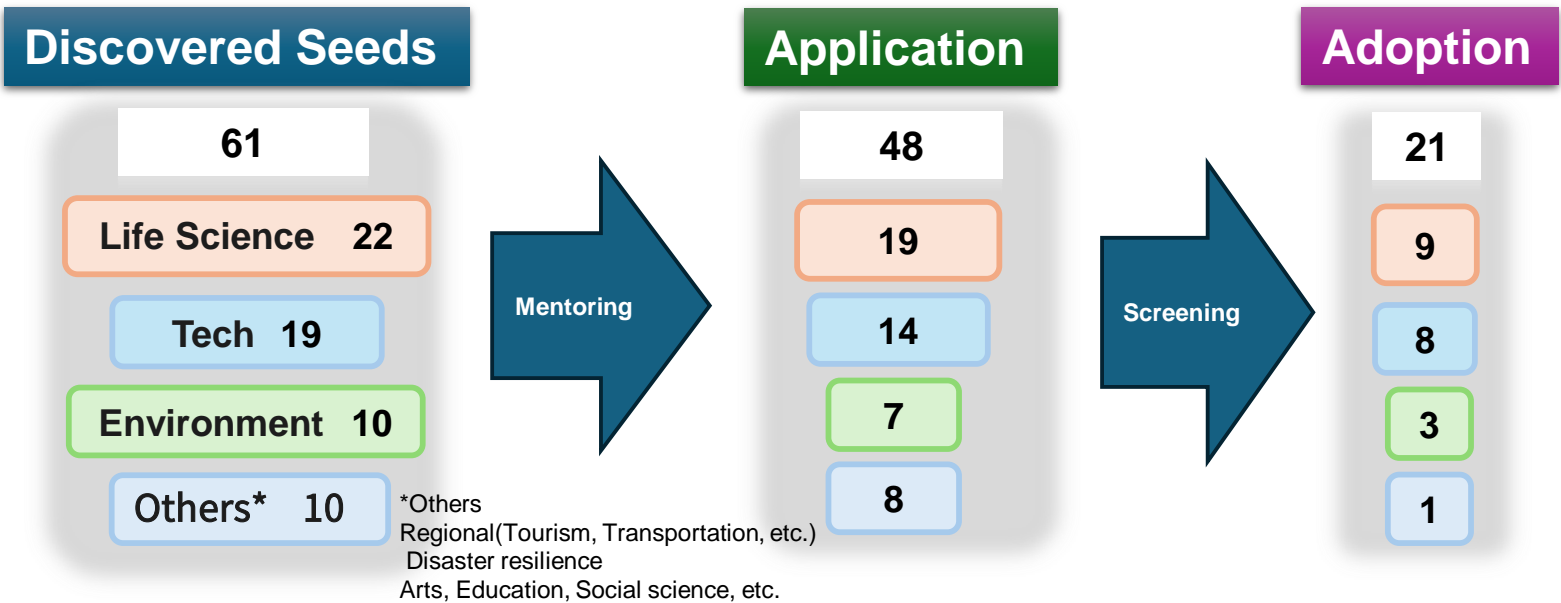 Discovered Seeds
Application
Adoption
61
48
21
Life Science 22
19
9
Mentoring
Screening
Tech 19
14
8
Environment 10
7
3
Others* 10
8
1
*Others
Regional(Tourism, Transportation, etc.)
Disaster resilience
Arts, Education, Social science, etc.